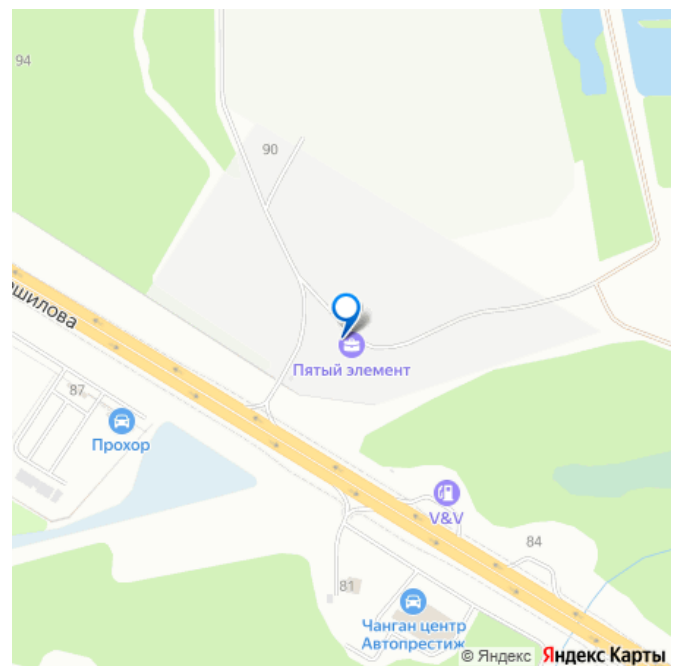 94
90
ошилова
Пятый элемент
87
Прохор
V&V
84
81
Чанган центр
Автопрестиж
© Яндекс Яндекс Карты